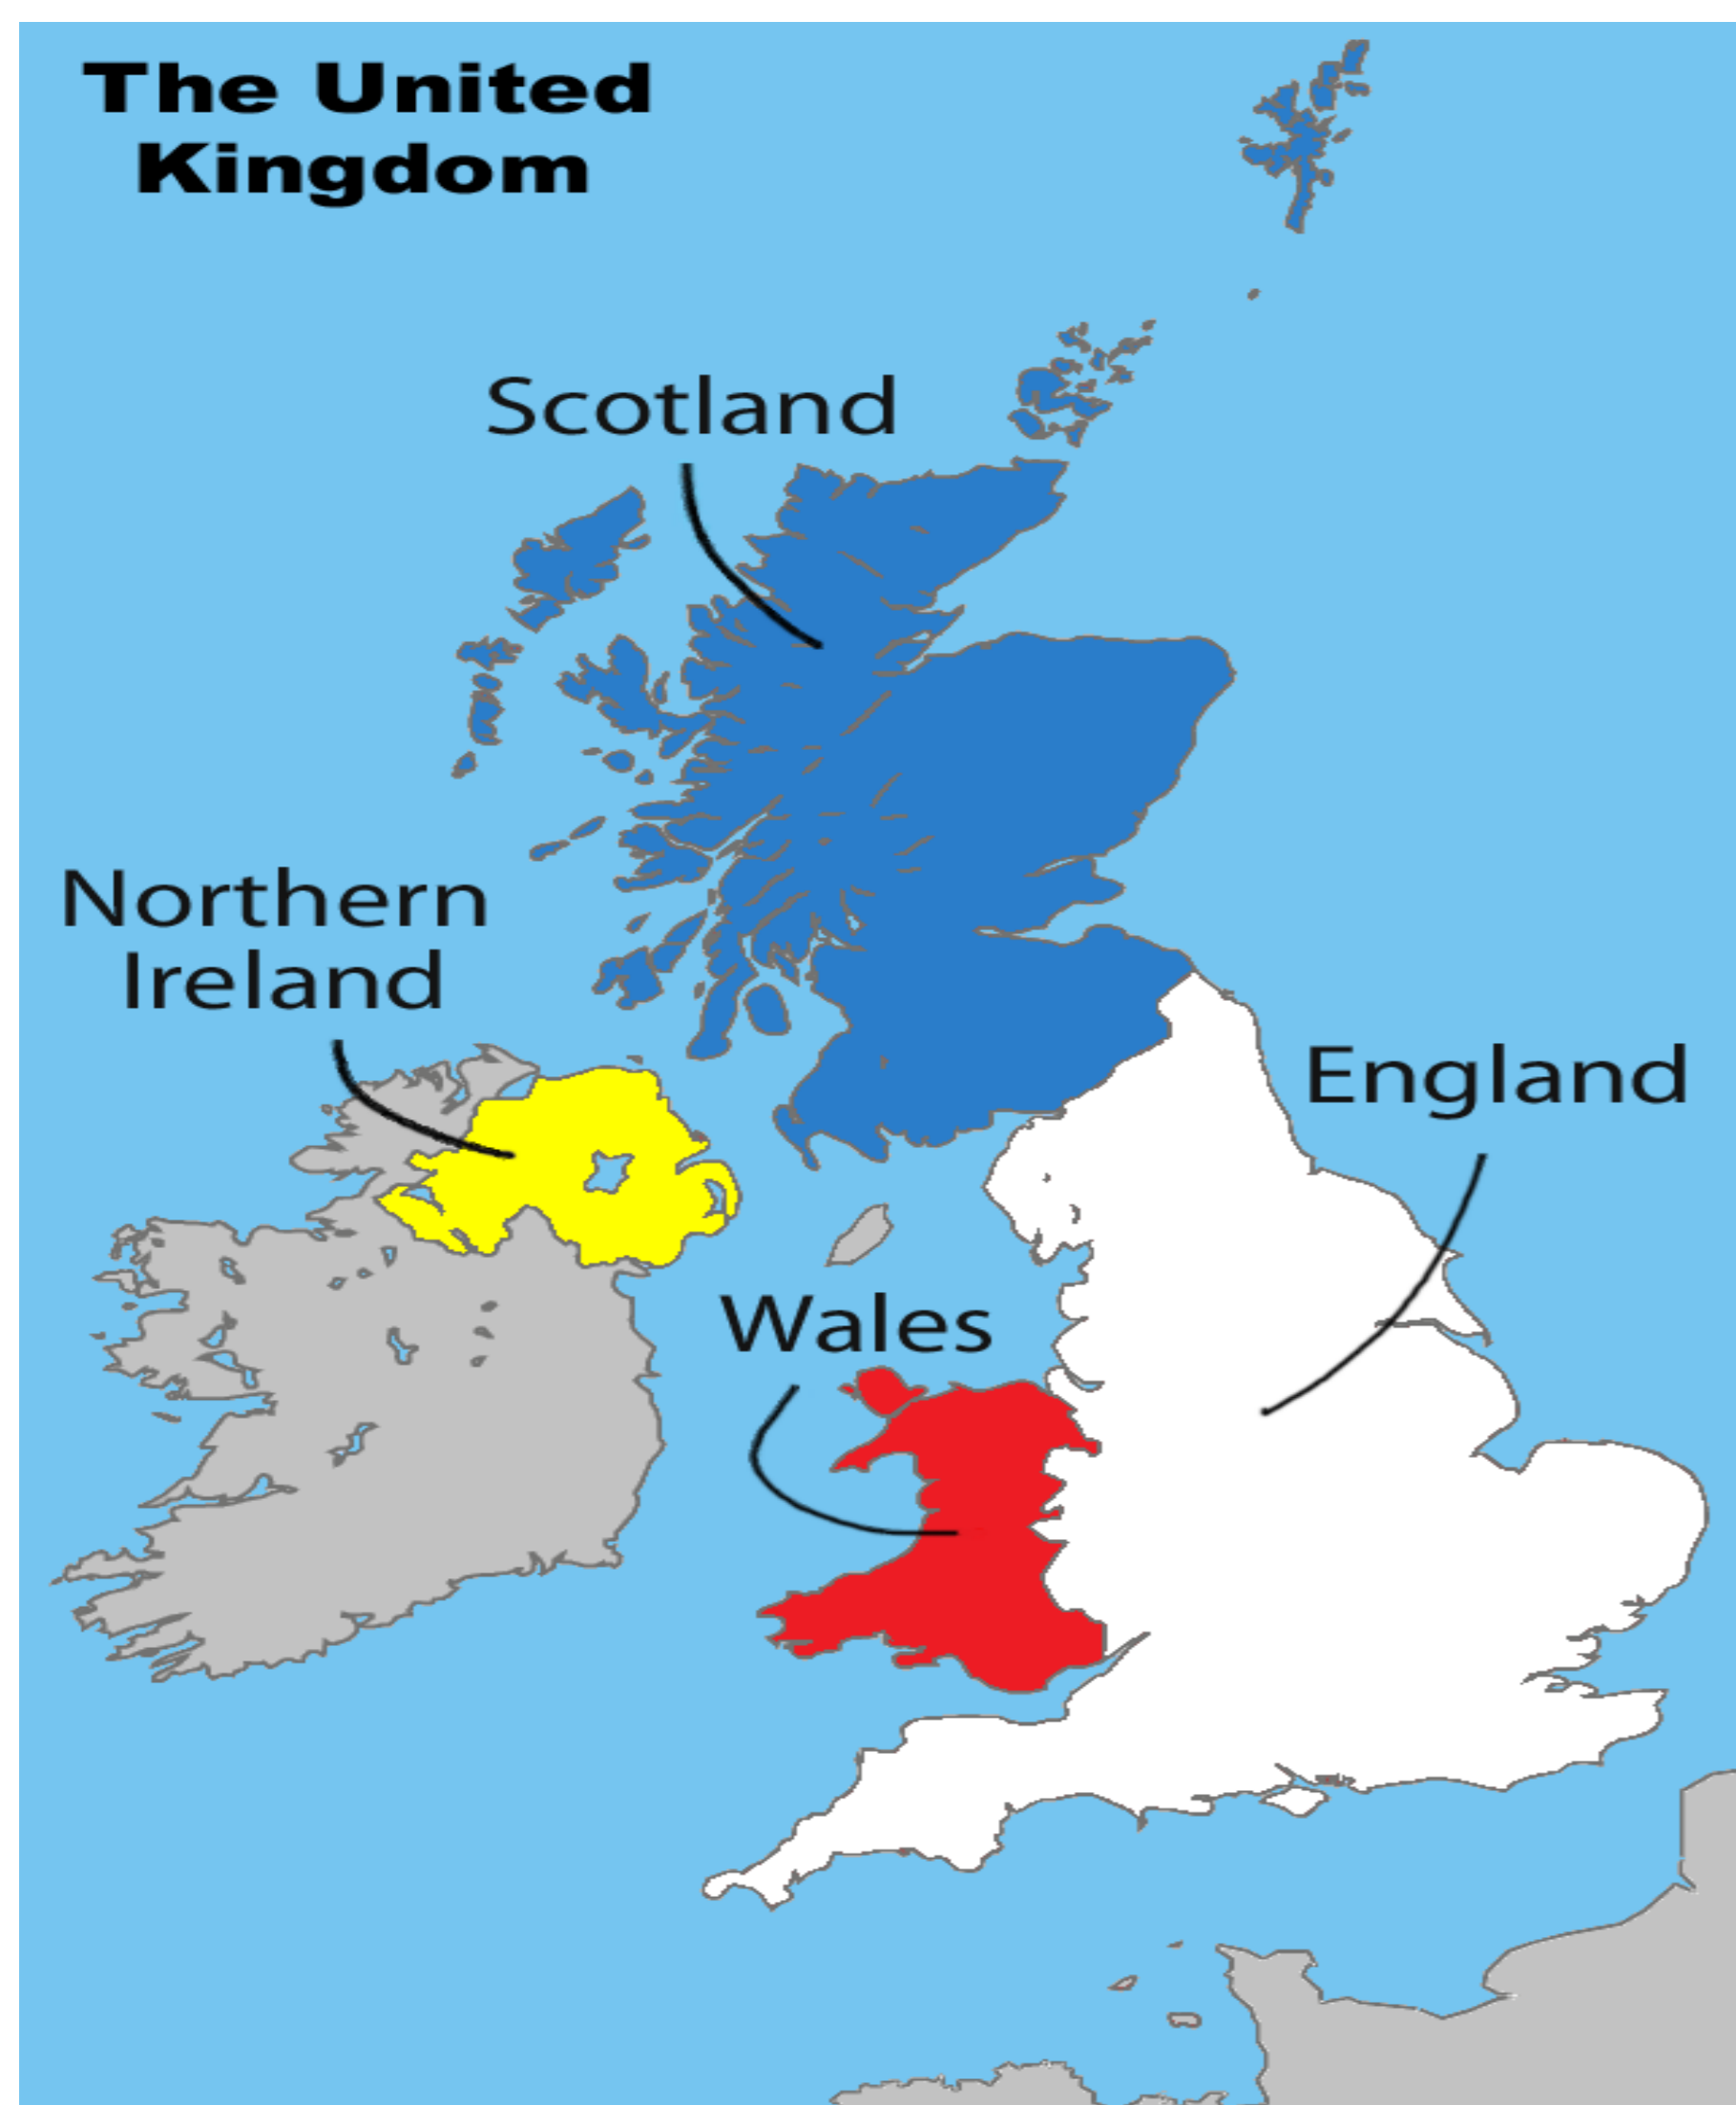 The United
Kingdom
Scotland
Northern
Ireland
England
Wales